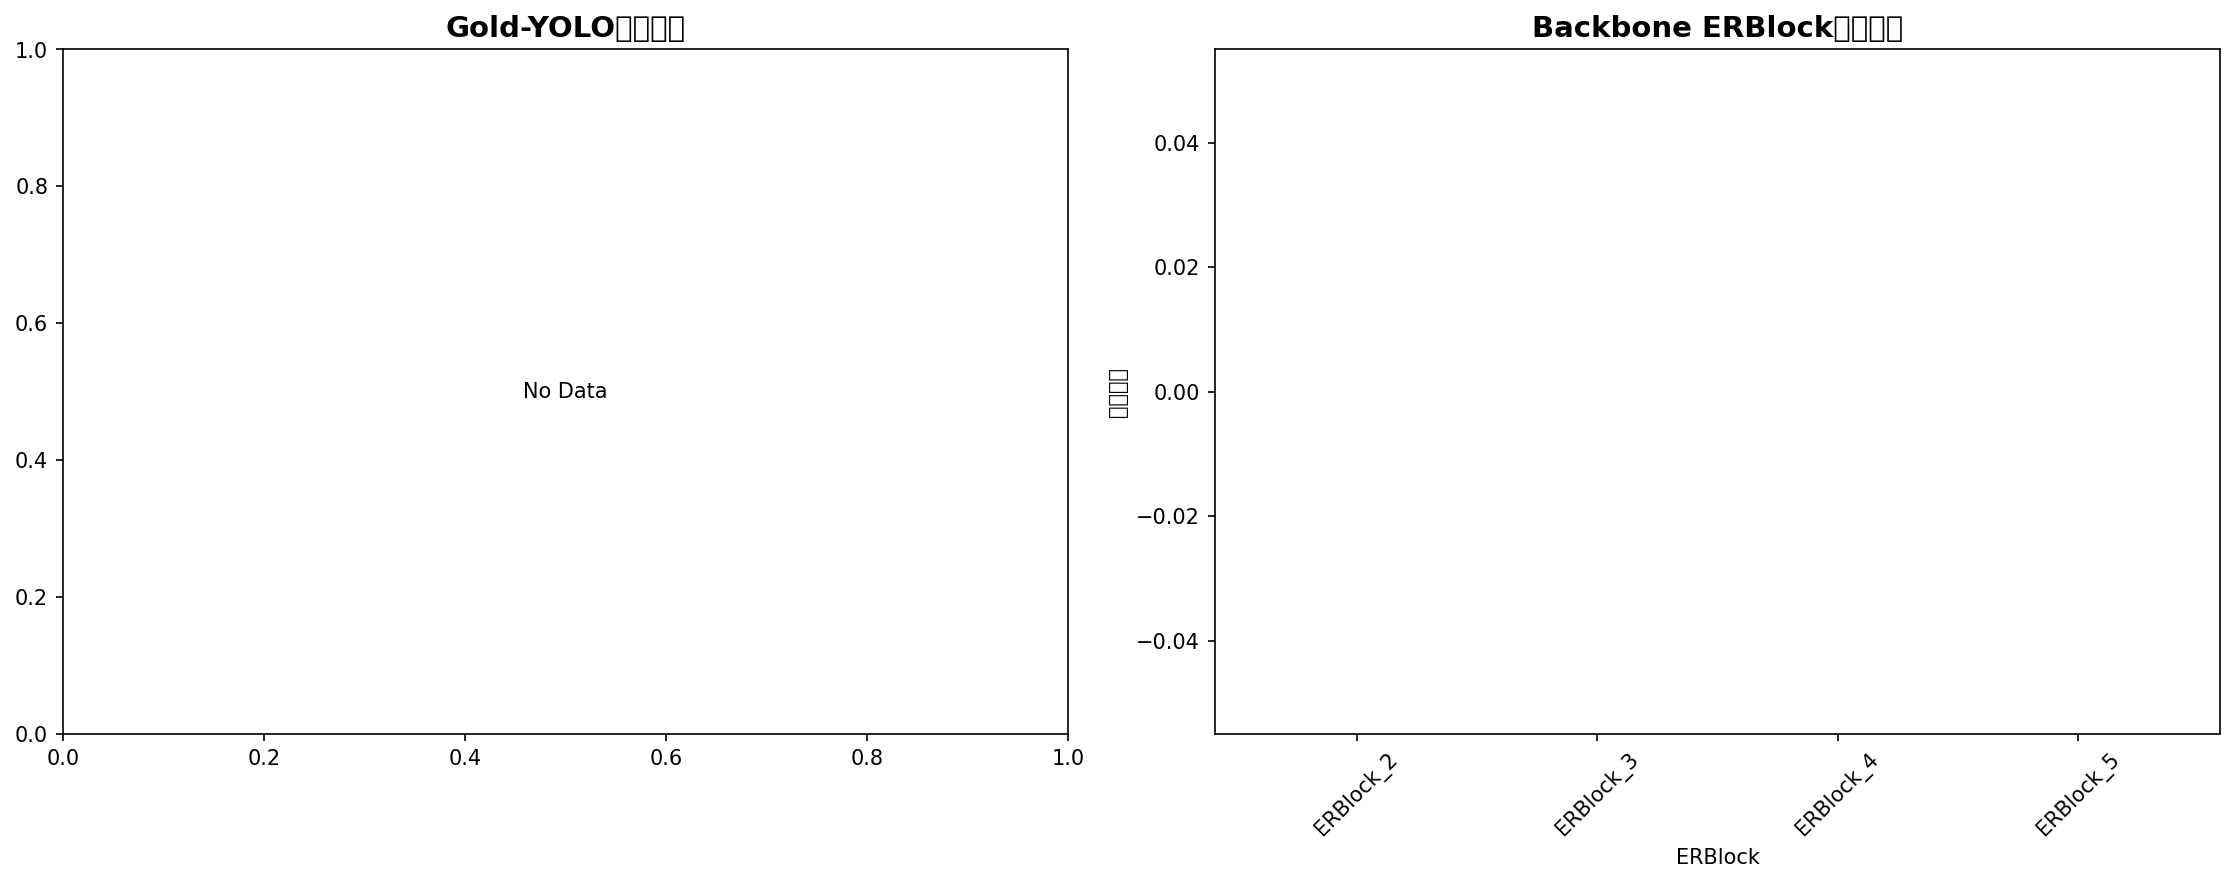 Gold-YOLO
1.0
0.8
0.6
0.4
0.2
0.0
No Data
0.0 0.2 0.4 0.6 0.8 1.0
Backbone ERBlock
0.04
0.02
0.00
−0.02
−0.04
ERBlock_2 ERBlock_3 ERBlock_4 ERBlock_5
ERBlock